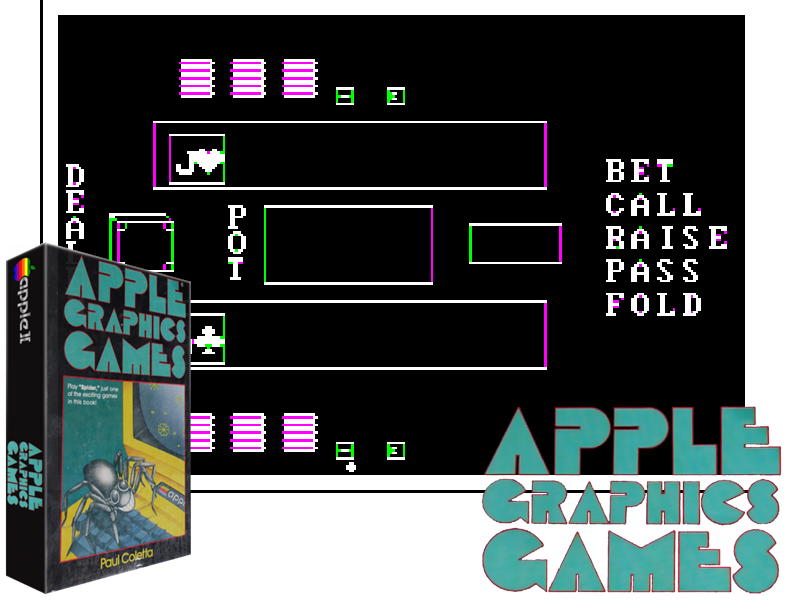 J
DEAL
POT
BET
CALL
RAISE
PASS
FOLD
apple II
APPLE
GRAPHICS
GAMES
Play "Spider," just one
of the exciting games
in this book!
Paul Coletta
APPLE
GRAPHICS
GAMES
APPLE
GRAPHICS
GAMES